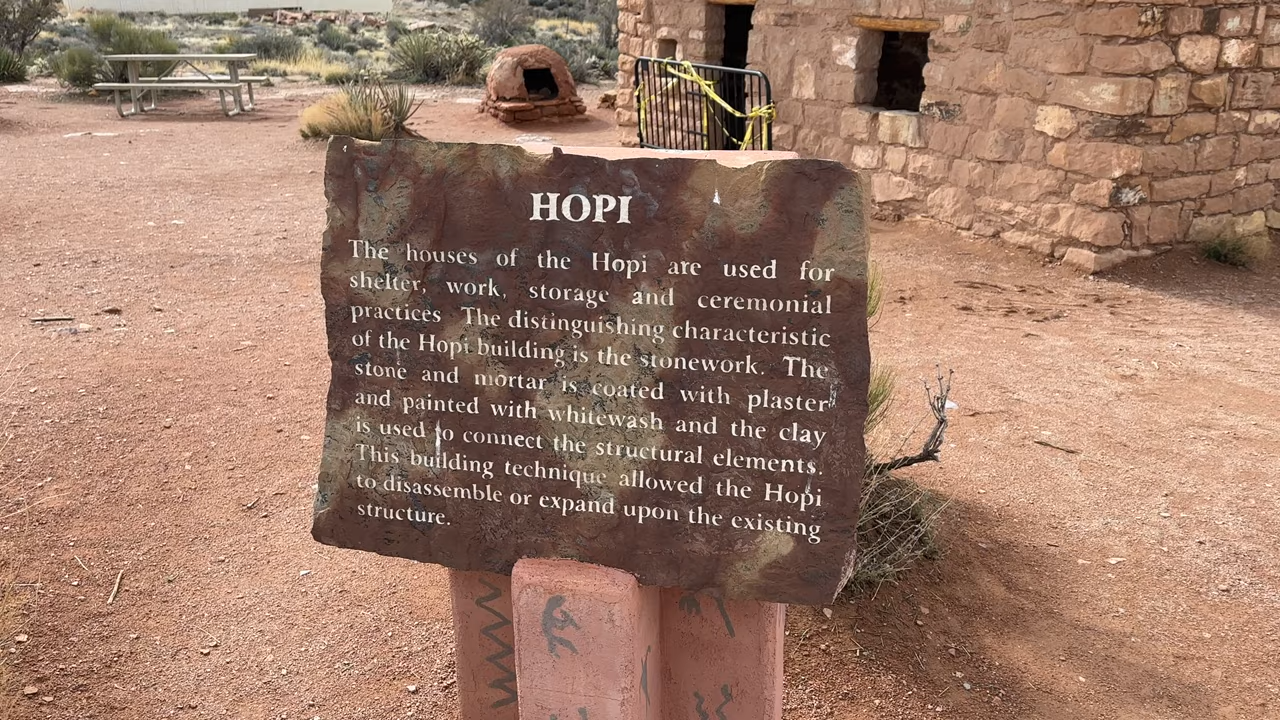 HOPI
The houses of the Hopi are used for
shelter, work, storage and ceremonial
practices The distinguishing characteristic
of the Hopi building is the stonework. The
stone and mortar is coated with plaster
and painted with whitewash and the clay
is used to connect the structural elements.
This building technique allowed the Hopi
to disassemble or expand upon the existing
structure.